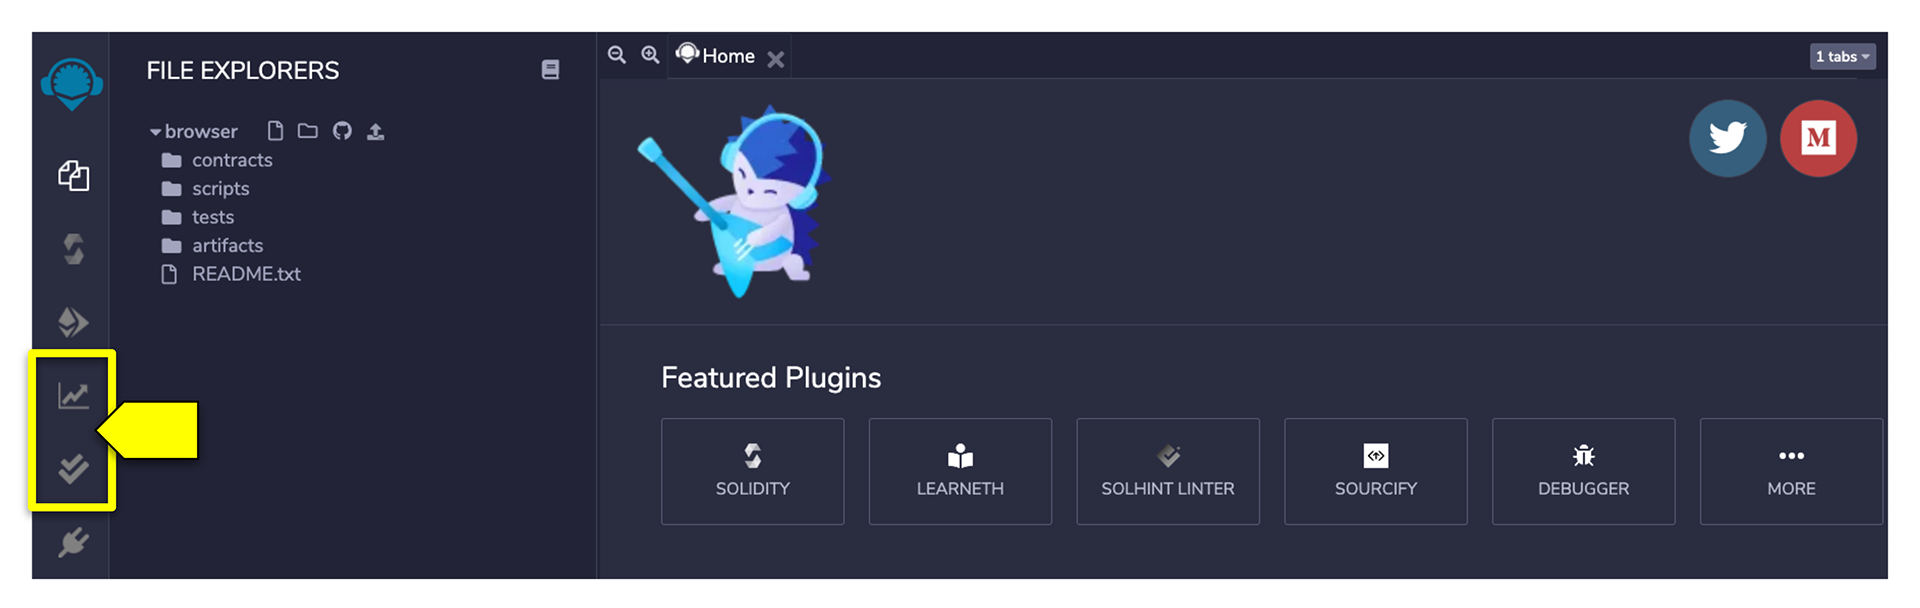 FILE EXPLORERS
Home
1 tabs
browser
contracts
scripts
tests
artifacts
README.txt
M
Featured Plugins
SOLIDITY
LEARNETH
SOLHINT LINTER
SOURCIFY
DEBUGGER
MORE